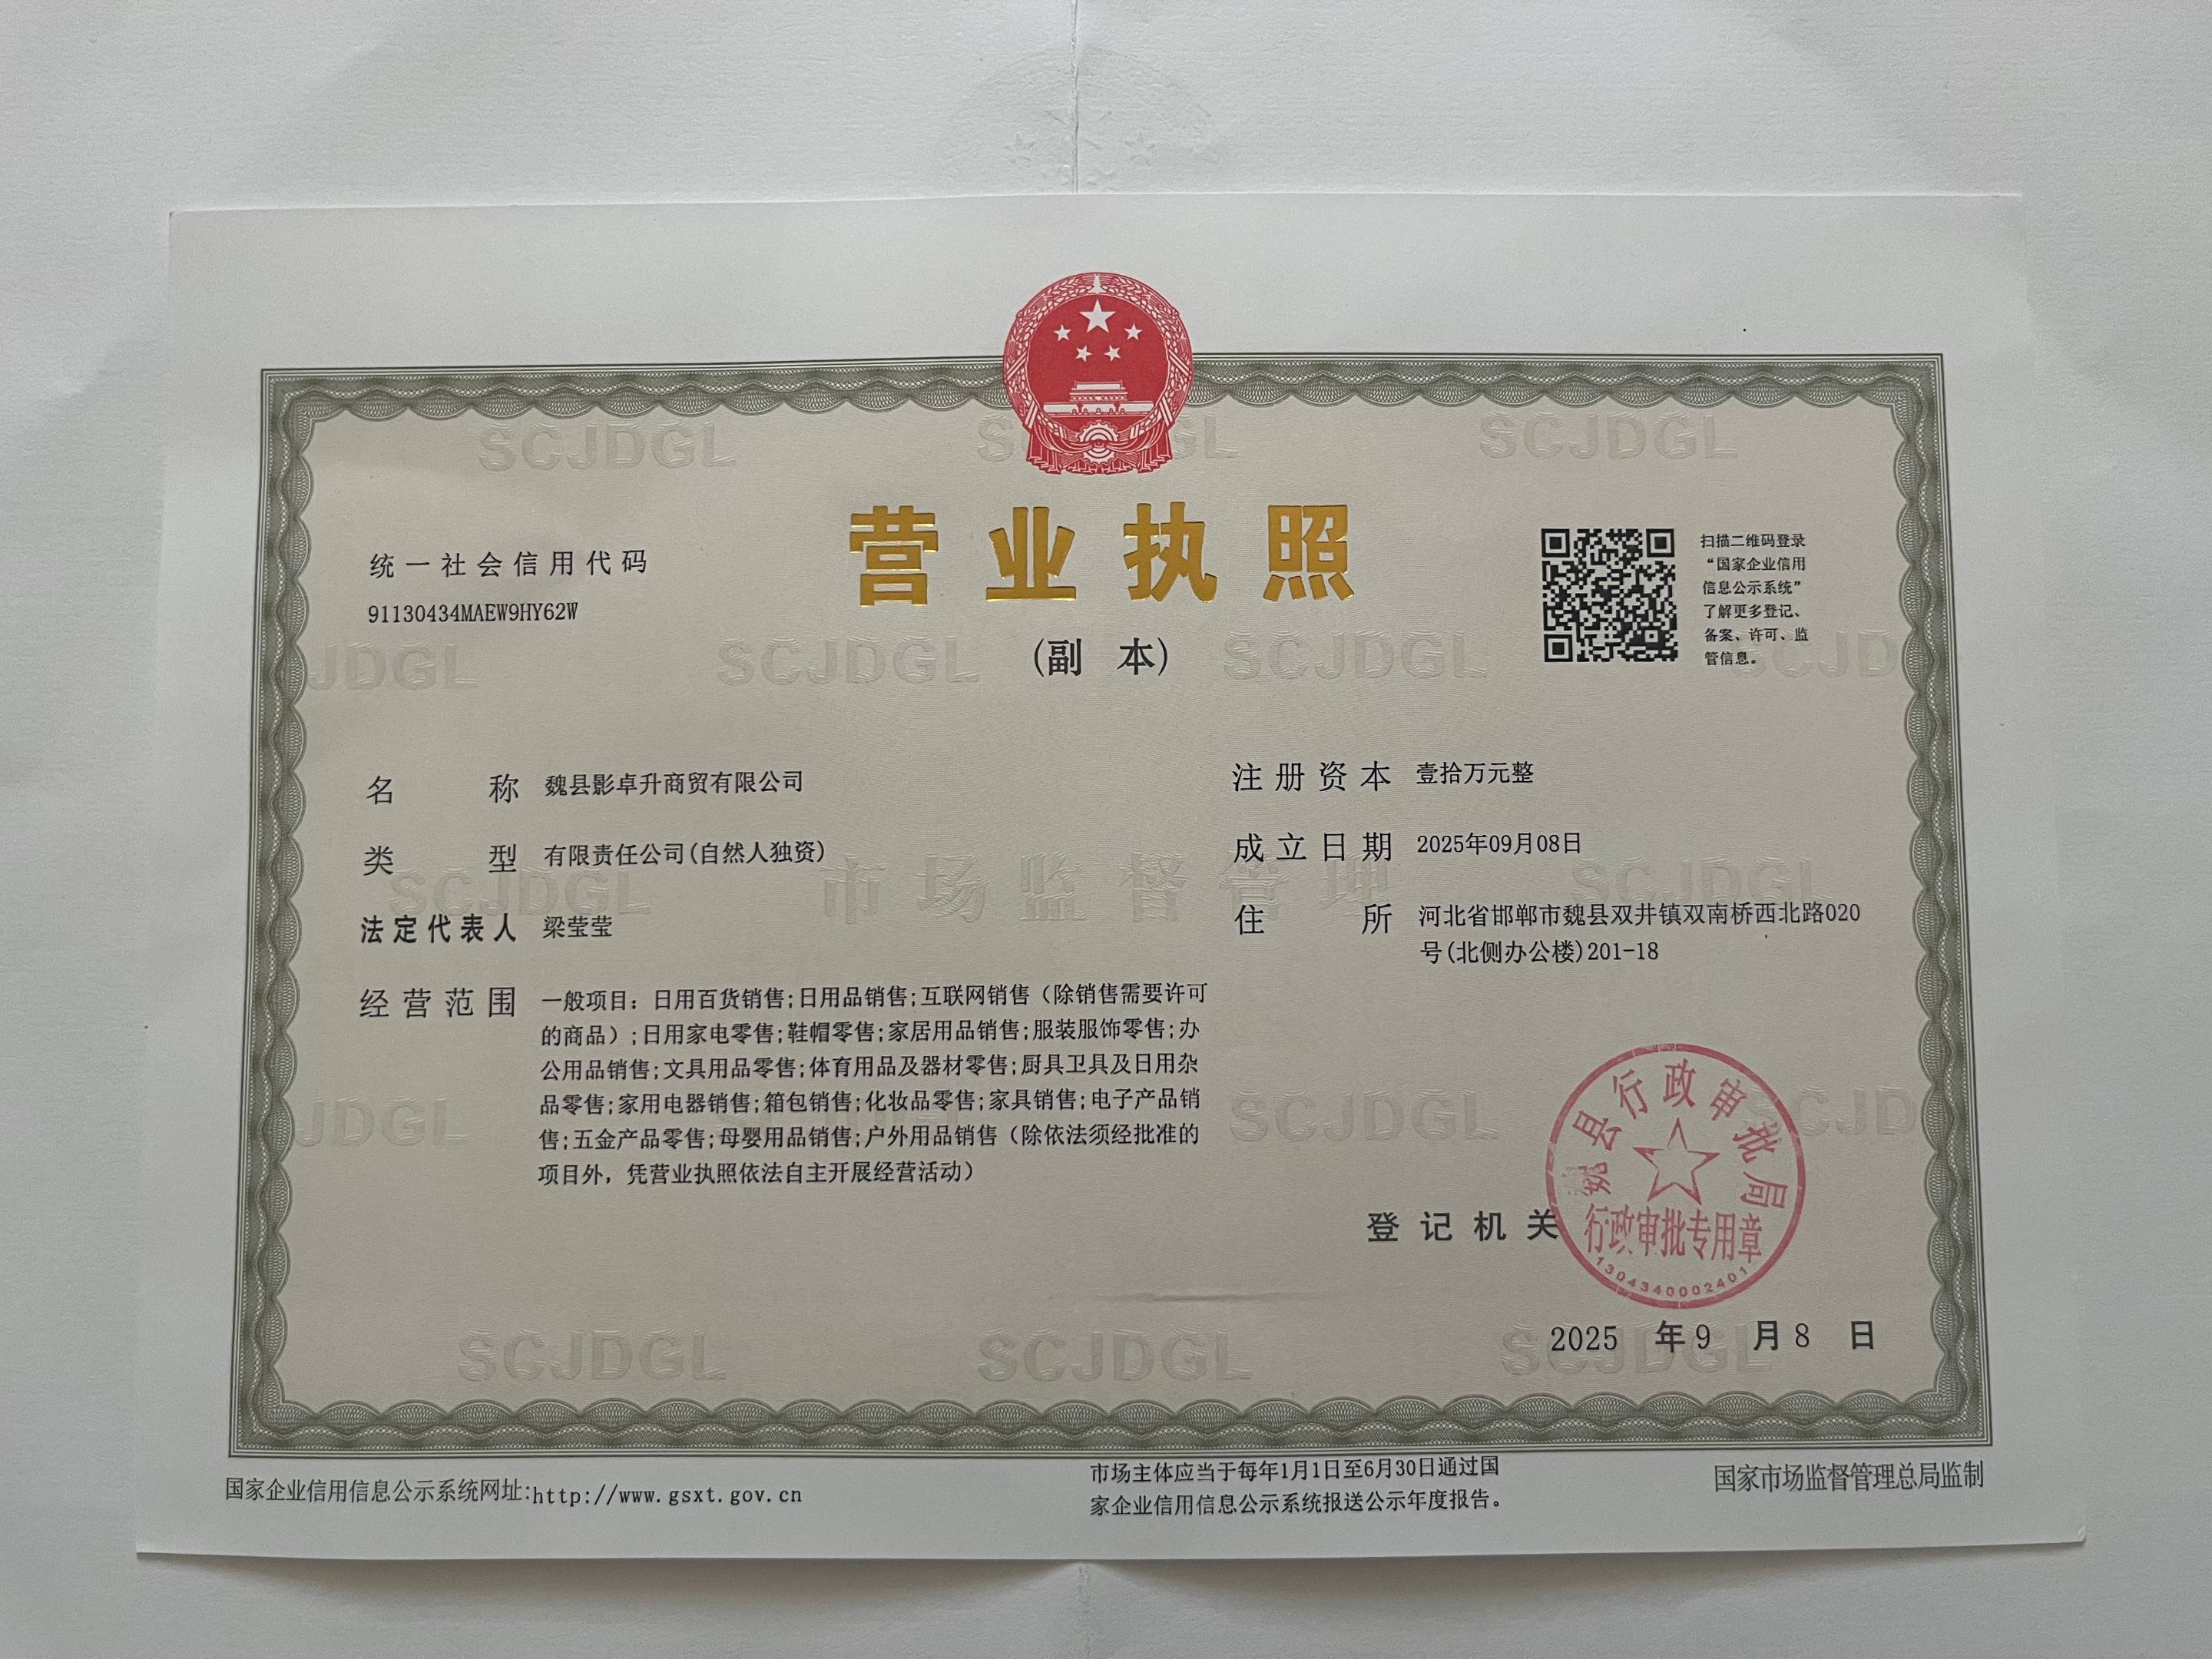 营业执照
(副 本)
统一社会信用代码
91130434MAEW9HY62W
扫描二维码登录
“国家企业信用
信息公示系统”
了解更多登记、
备案、许可、监
管信息。
名 称 魏县影卓升商贸有限公司
类 型 有限责任公司(自然人独资)
法定代表人 梁莹莹
经营范围 一般项目：日用百货销售;日用品销售;互联网销售（除销售需要许可
的商品）;日用家电零售;鞋帽零售;家居用品销售;服装服饰零售;办
公用品销售;文具用品零售;体育用品及器材零售;厨具卫具及日用杂
品零售;家用电器销售;箱包销售;化妆品零售;家具销售;电子产品销
售;五金产品零售;母婴用品销售;户外用品销售（除依法须经批准的
项目外，凭营业执照依法自主开展经营活动）
注册资本 壹拾万元整
成立日期 2025年09月08日
住 所 河北省邯郸市魏县双井镇双南桥西北路020
号(北侧办公楼)201-18
登记机关
魏县行政审批局
行政审批专用章
1304340002401
2025 年 9 月 8 日
SCJDGL
市场监督管理
国家企业信用信息公示系统网址:http://www.gsxt.gov.cn
市场主体应当于每年1月1日至6月30日通过国
家企业信用信息公示系统报送公示年度报告。
国家市场监督管理总局监制